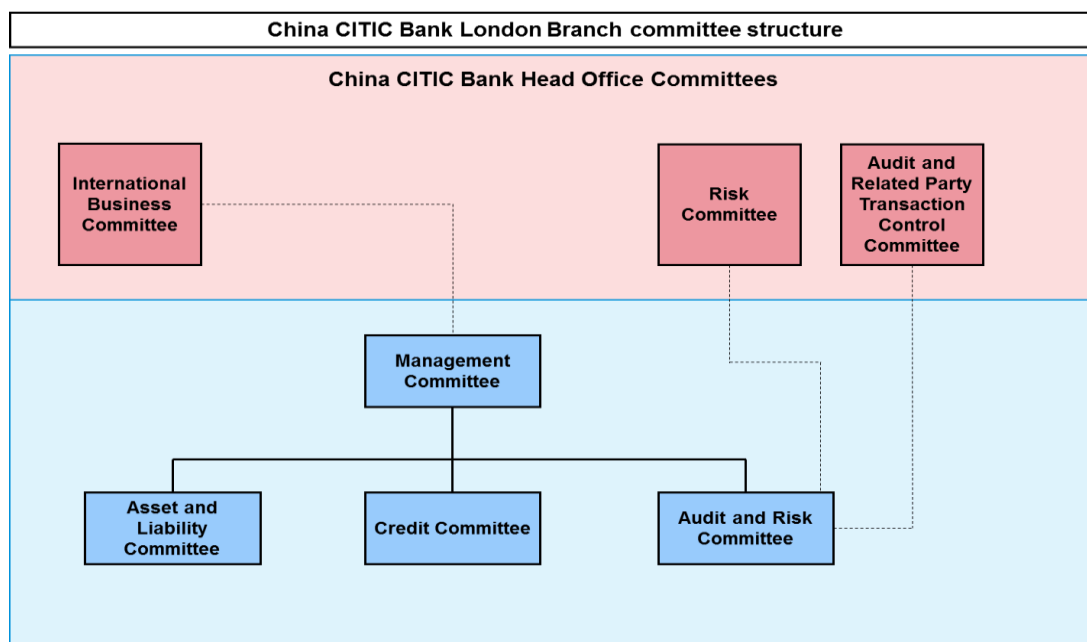 China CITIC Bank London Branch committee structure
China CITIC Bank Head Office Committees
International
Business
Committee
Risk
Committee
Audit and
Related Party
Transaction
Control
Committee
Management
Committee
Asset and
Liability
Committee
Credit Committee
Audit and Risk
Committee